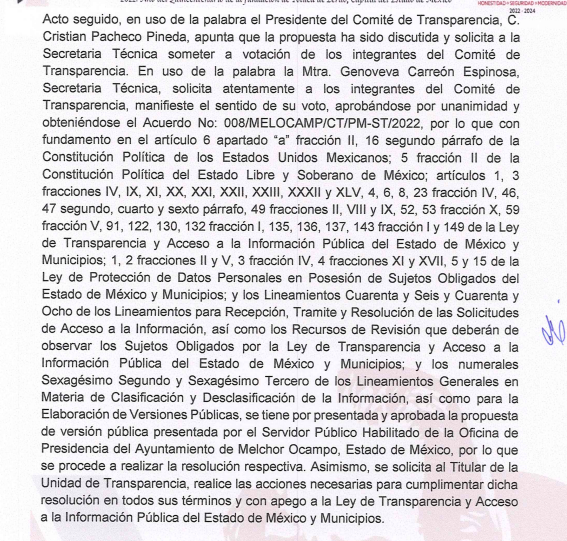 2022. Año del Quincentenario de la fundación de Toluca de Lerdo, Capital del Estado de México
HONESTIDAD • SEGURIDAD • MODERNIDAD
2022 - 2024
Acto seguido, en uso de la palabra el Presidente del Comité de Transparencia, C.
Cristian Pacheco Pineda, apunta que la propuesta ha sido discutida y solicita a la
Secretaria Técnica someter a votación de los integrantes del Comité de
Transparencia. En uso de la palabra la Mtra. Genoveva Carreón Espinosa,
Secretaria Técnica, solicita atentamente a los integrantes del Comité de
Transparencia, manifieste el sentido de su voto, aprobándose por unanimidad y
obteniéndose el Acuerdo No: 008/MELOCAMP/CT/PM-ST/2022, por lo que con
fundamento en el artículo 6 apartado “a” fracción II, 16 segundo párrafo de la
Constitución Política de los Estados Unidos Mexicanos; 5 fracción II de la
Constitución Política del Estado Libre y Soberano de México; artículos 1, 3
fracciones IV, IX, XI, XX, XXI, XXII, XXIII, XXXII y XLV, 4, 6, 8, 23 fracción IV, 46,
47 segundo, cuarto y sexto párrafo, 49 fracciones II, VIII y IX, 52, 53 fracción X, 59
fracción V, 91, 122, 130, 132 fracción I, 135, 136, 137, 143 fracción I y 149 de la Ley
de Transparencia y Acceso a la Información Pública del Estado de México y
Municipios; 1, 2 fracciones II y V, 3 fracción IV, 4 fracciones XI y XVII, 5 y 15 de la
Ley de Protección de Datos Personales en Posesión de Sujetos Obligados del
Estado de México y Municipios; y los Lineamientos Cuarenta y Seis y Cuarenta y
Ocho de los Lineamientos para Recepción, Tramite y Resolución de las Solicitudes
de Acceso a la Información, así como los Recursos de Revisión que deberán de
observar los Sujetos Obligados por la Ley de Transparencia y Acceso a la
Información Pública del Estado de México y Municipios; y los numerales
Sexagésimo Segundo y Sexagésimo Tercero de los Lineamientos Generales en
Materia de Clasificación y Desclasificación de la Información, así como para la
Elaboración de Versiones Públicas, se tiene por presentada y aprobada la propuesta
de versión pública presentada por el Servidor Público Habilitado de la Oficina de
Presidencia del Ayuntamiento de Melchor Ocampo, Estado de México, por lo que
se procede a realizar la resolución respectiva. Asimismo, se solicita al Titular de la
Unidad de Transparencia, realice las acciones necesarias para cumplimentar dicha
resolución en todos sus términos y con apego a la Ley de Transparencia y Acceso
a la Información Pública del Estado de México y Municipios.